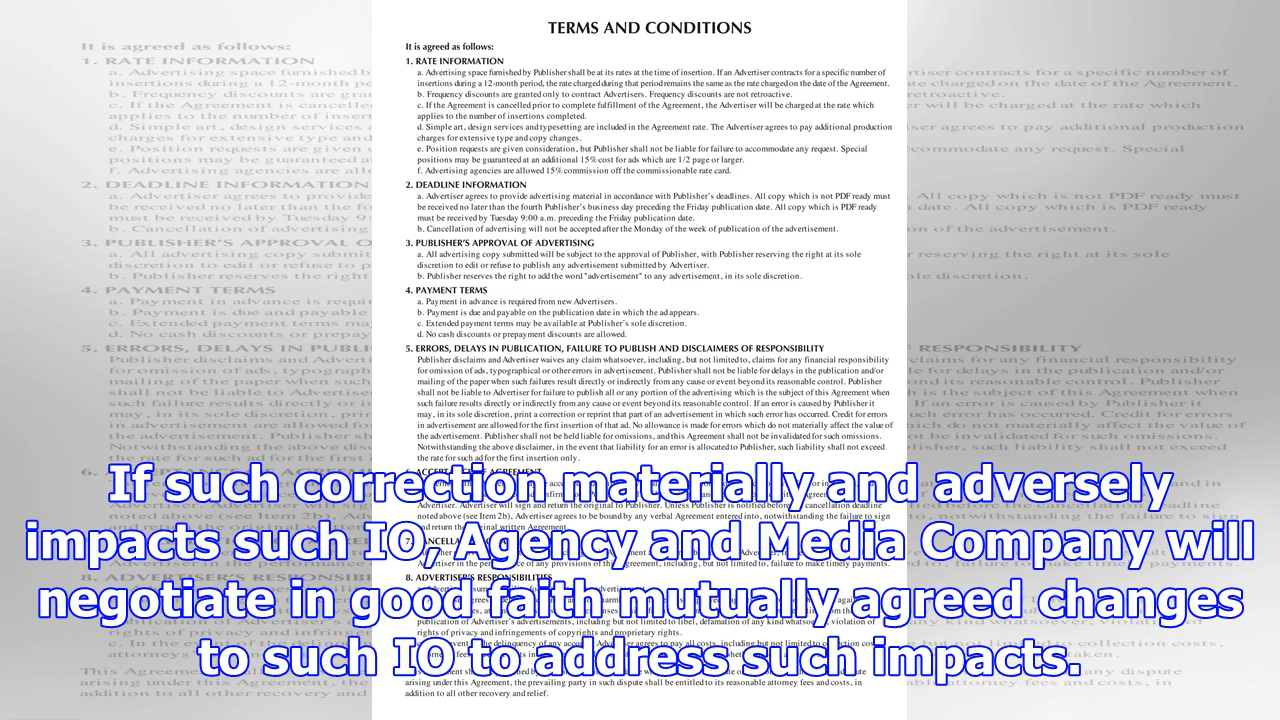 TERMS AND CONDITIONS
It is agreed as follows:
1. RATE INFORMATION
a. Advertising space furnished by Publisher shall be at its rates at the time of insertion. If an Advertiser contracts for a specific number of
insertions during a 12-month period, the rate charged during that period remains the same as the rate charged on the date of the Agreement.
b. Frequency discounts are granted only to contract Advertisers. Frequency discounts are not retroactive.
c. If the Agreement is cancelled prior to complete fulfillment of the Agreement, the Advertiser will be charged at the rate which
applies to the number of insertions completed.
d. Simple art, design services and typesetting are included in the Agreement rate. The Advertiser agrees to pay additional production
charges for extensive type and copy changes.
e. Position requests are given consideration, but Publisher shall not be liable for failure to accommodate any request. Special
positions may be guaranteed at an additional 15% cost for ads which are 1/2 page or larger.
f. Advertising agencies are allowed 15% commission off the commissionable rate card.
2. DEADLINE INFORMATION
a. Advertiser agrees to provide advertising material in accordance with Publisher's deadlines. All copy which is not PDF ready must
be received no later than the fourth Publisher's business day preceding the Friday publication date. All copy which is PDF ready
must be received by Tuesday 9:00 a.m. preceding the Friday publication date.
b. Cancellation of advertising will not be accepted after the Monday of the week of publication of the advertisement.
3. PUBLISHER'S APPROVAL OF ADVERTISING
a. All advertising copy submitted will be subject to the approval of Publisher, with Publisher reserving the right at its sole
discretion to edit or refuse to publish any advertisement submitted by Advertiser.
b. Publisher reserves the right to add the word "advertisement" to any advertisement, in its sole discretion.
4. PAYMENT TERMS
a. Payment in advance is required from new Advertisers.
b. Payment is due and payable on the publication date in which the ad appears.
c. Extended payment terms may be available at Publisher's sole discretion.
d. No cash discounts or prepayment discounts are allowed.
5. ERRORS, DELAYS IN PUBLICATION, FAILURE TO PUBLISH AND DISCLAIMERS OF RESPONSIBILITY
Publisher disclaims and Advertiser waives any claim whatsoever, including, but not limited to, claims for any financial responsibility
for omission of ads, typographical or other errors in advertisement. Publisher shall not be liable for delays in the publication and/or
mailing of the paper when such failures result directly or indirectly from any cause or event beyond its reasonable control. Publisher
shall not be liable to Advertiser for failure to publish all or any portion of the advertising which is the subject of this Agreement when
such failure results directly or indirectly from any cause or event beyond its reasonable control. If an error is caused by Publisher it
may, in its sole discretion, print a correction or reprint that part of an advertisement in which such error has occurred. Credit for errors
in advertisement are allowed for the first insertion of that ad. No allowance is made for errors which do not materially affect the value of
the advertisement. Publisher shall not be held liable for omissions, and this Agreement shall not be invalidated for such omissions.
Notwithstanding the above disclaimer, in the event that liability for an error is allocated to Publisher, such liability shall not exceed
the rate for such ad for the first insertion only.
If such correction materially and adversely
impacts such IO, Agency and Media Company will
negotiate in good faith mutually agreed changes
to such IO to address such impacts.
noted above (see Item 2b), Advertiser agrees to be bound by any verbal Agreement entered into, notwithstanding the failure to sign
8. ADVERTISER'S RESPONSIBILITIES
rights of privacy and infringements of copyrights and proprietary rights.
arising under this Agreement, the prevailing party in such dispute shall be entitled to its reasonable attorney fees and costs, in
addition to all other recovery and relief.